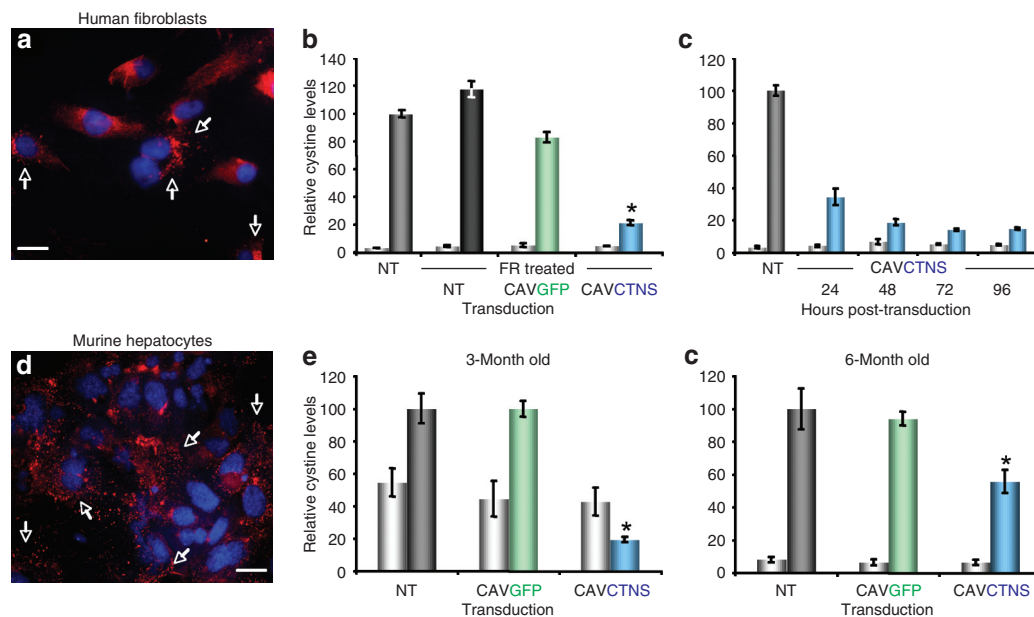 Human fibroblasts
a
b
Relative cystine levels
140
120
100
80
60
40
20
0
*
NT
FR treated
NT
CAVGFP
CAVCTNS
Transduction
c
120
100
80
60
40
20
0
NT
CAVCTNS
24
48
72
96
Hours post-transduction
Murine hepatocytes
d
e
3-Month old
Relative cystine levels
120
100
80
60
40
20
0
*
NT
CAVGFP
CAVCTNS
Transduction
c
6-Month old
120
100
80
60
40
20
0
*
NT
CAVGFP
CAVCTNS
Transduction